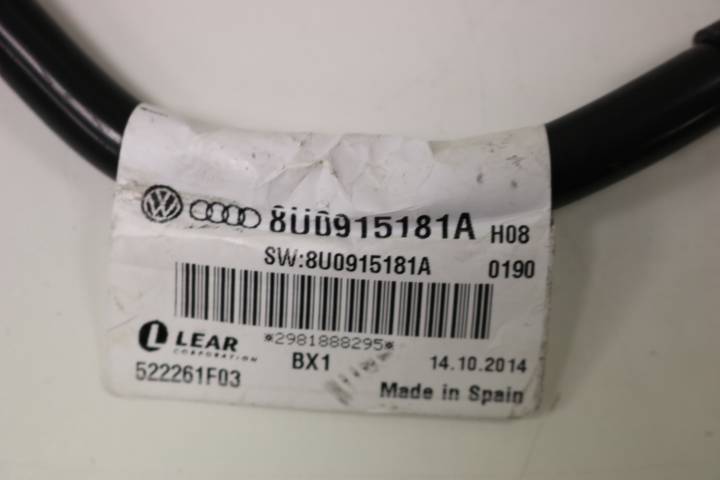 8U0915181A H08
SW:8U0915181A 0190
LEAR *2981888295*
CORPORATION
BX1 14.10.2014
522261F03
Made in Spain